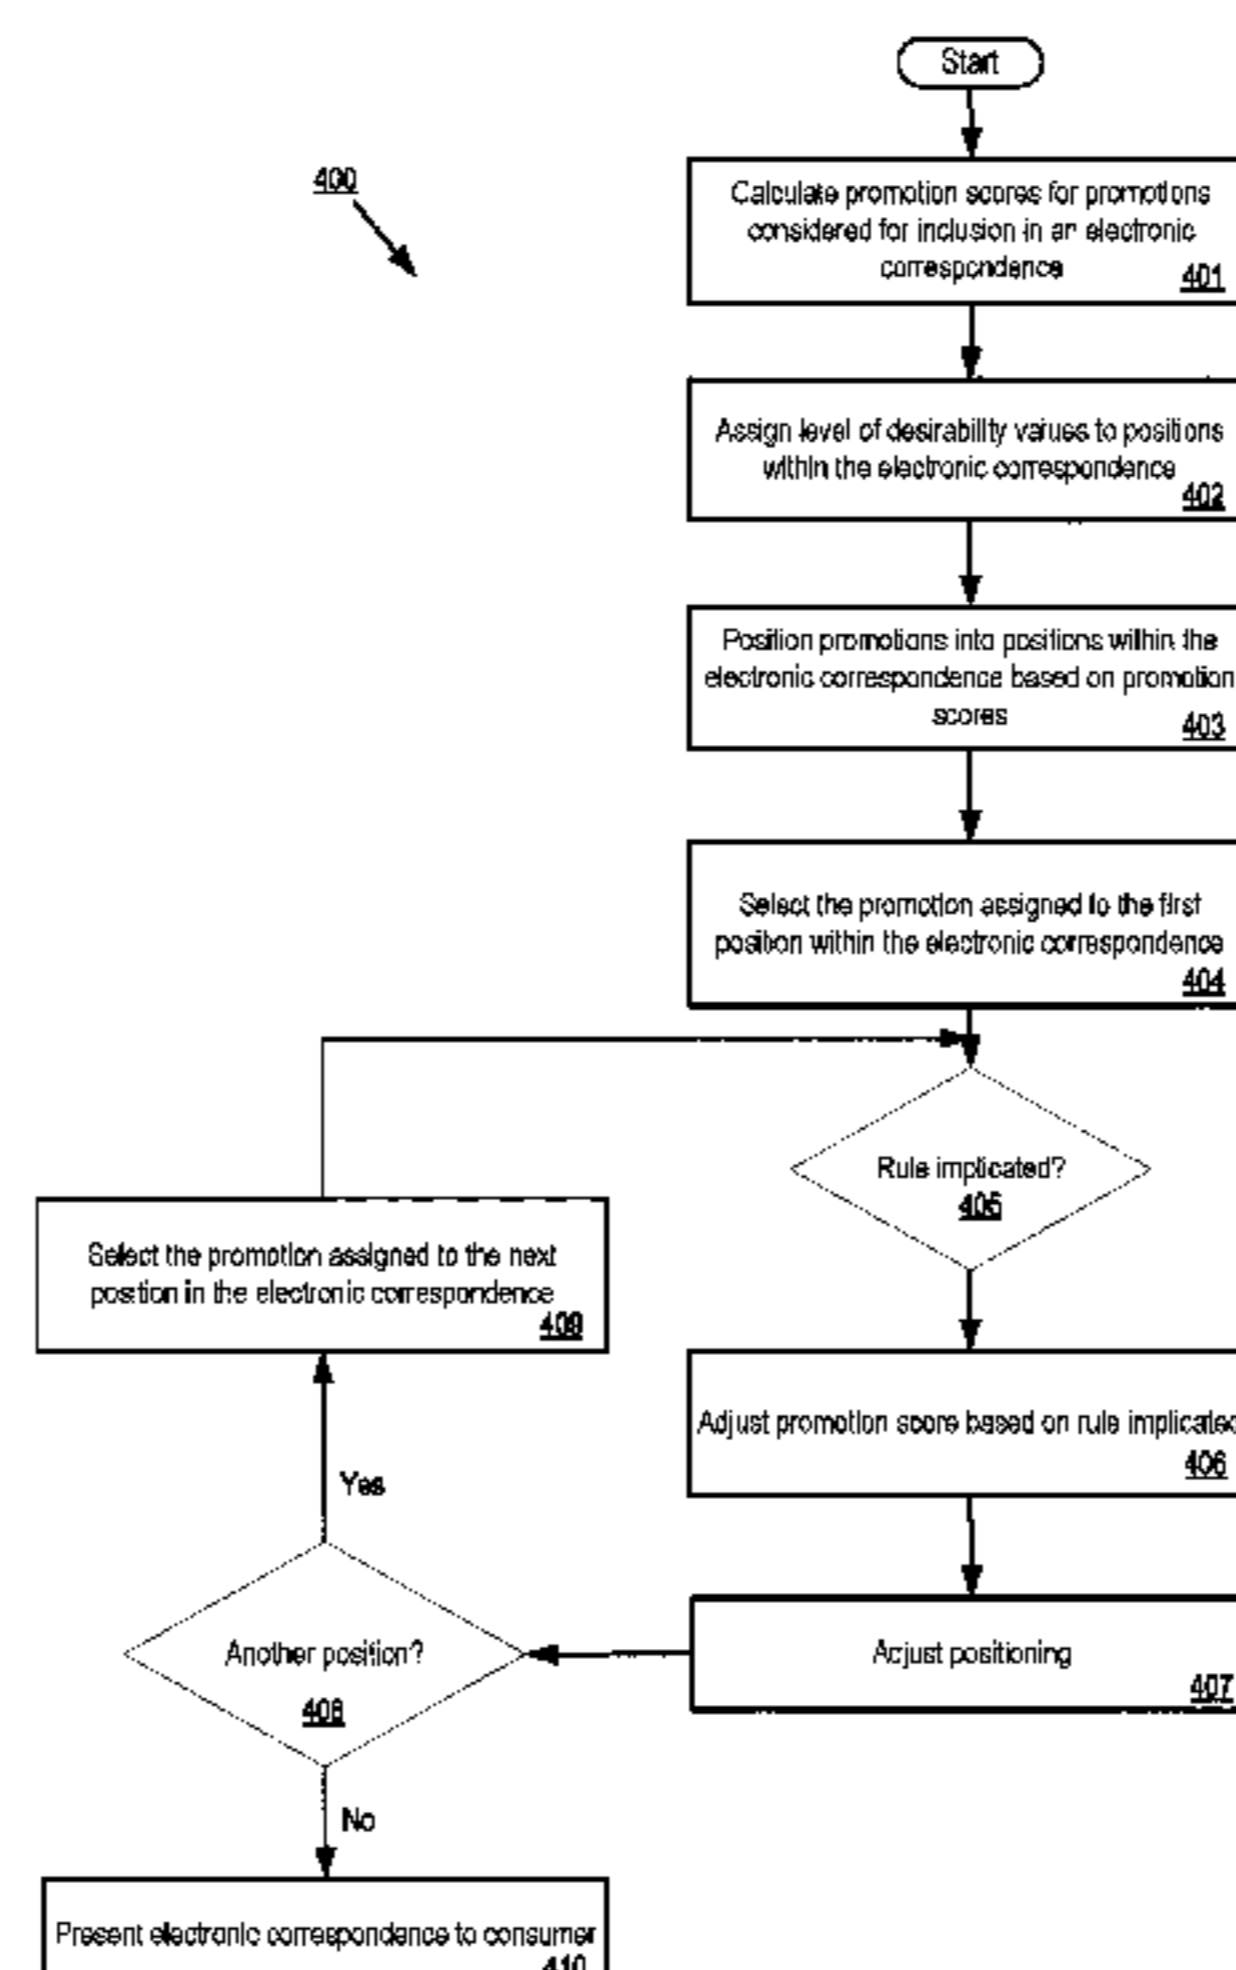 Start
400
Calculate promotion scores for promotions
considered for inclusion in an electronic
correspondence
401
Assign level of desirability values to positions
within the electronic correspondence
402
Position promotions into positions within the
electronic correspondence based on promotion
scores
403
Select the promotion assigned to the first
position within the electronic correspondence
404
Rule implicated?
405
Select the promotion assigned to the next
position in the electronic correspondence
409
Adjust promotion score based on rule implicated
406
Yes
Another position?
408
Adjust positioning
407
No
Present electronic correspondence to consumer
410